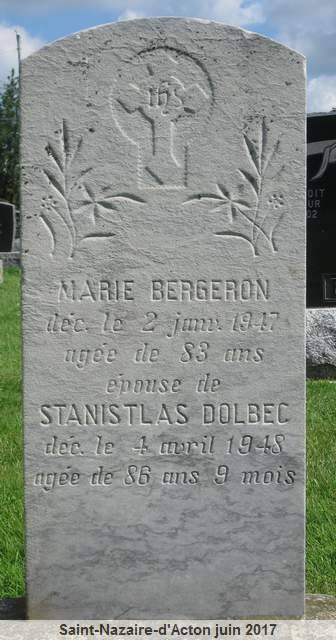 IHS
MARIE BERGERON
déc. le 2 janv. 1947
agée de 83 ans
épouse de
STANISTLAS DOLBEC
déc. le 4 avril 1948
agée de 86 ans 9 mois
Saint-Nazaire-d'Acton juin 2017